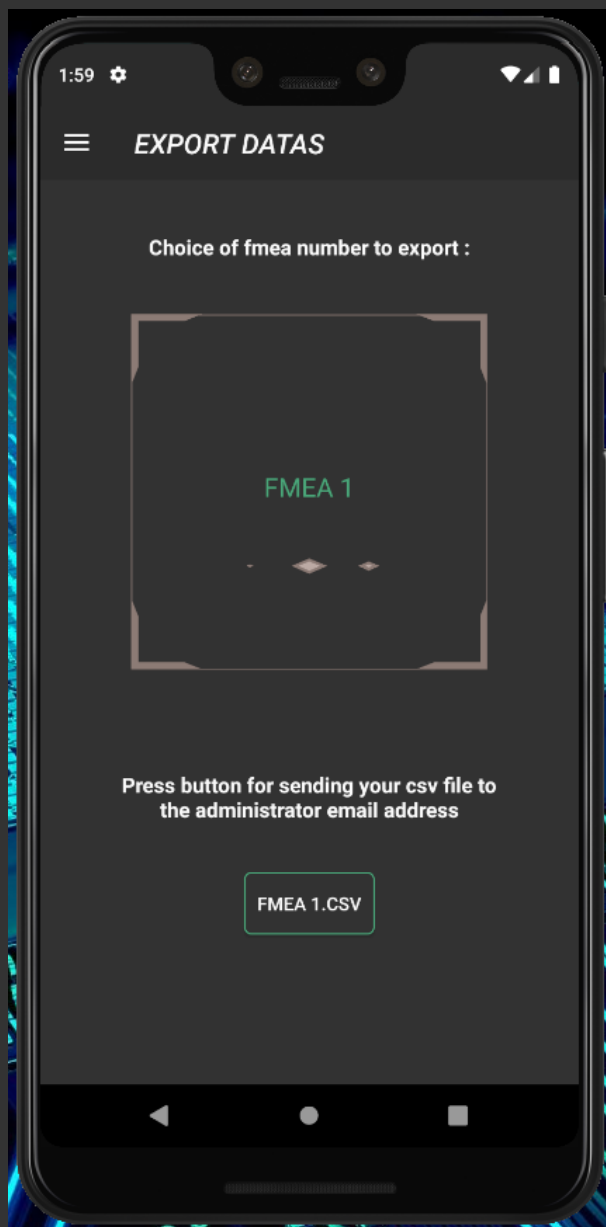 1:59
EXPORT DATAS
Choice of fmea number to export :
FMEA 1
Press button for sending your csv file to
the administrator email address
FMEA 1.CSV